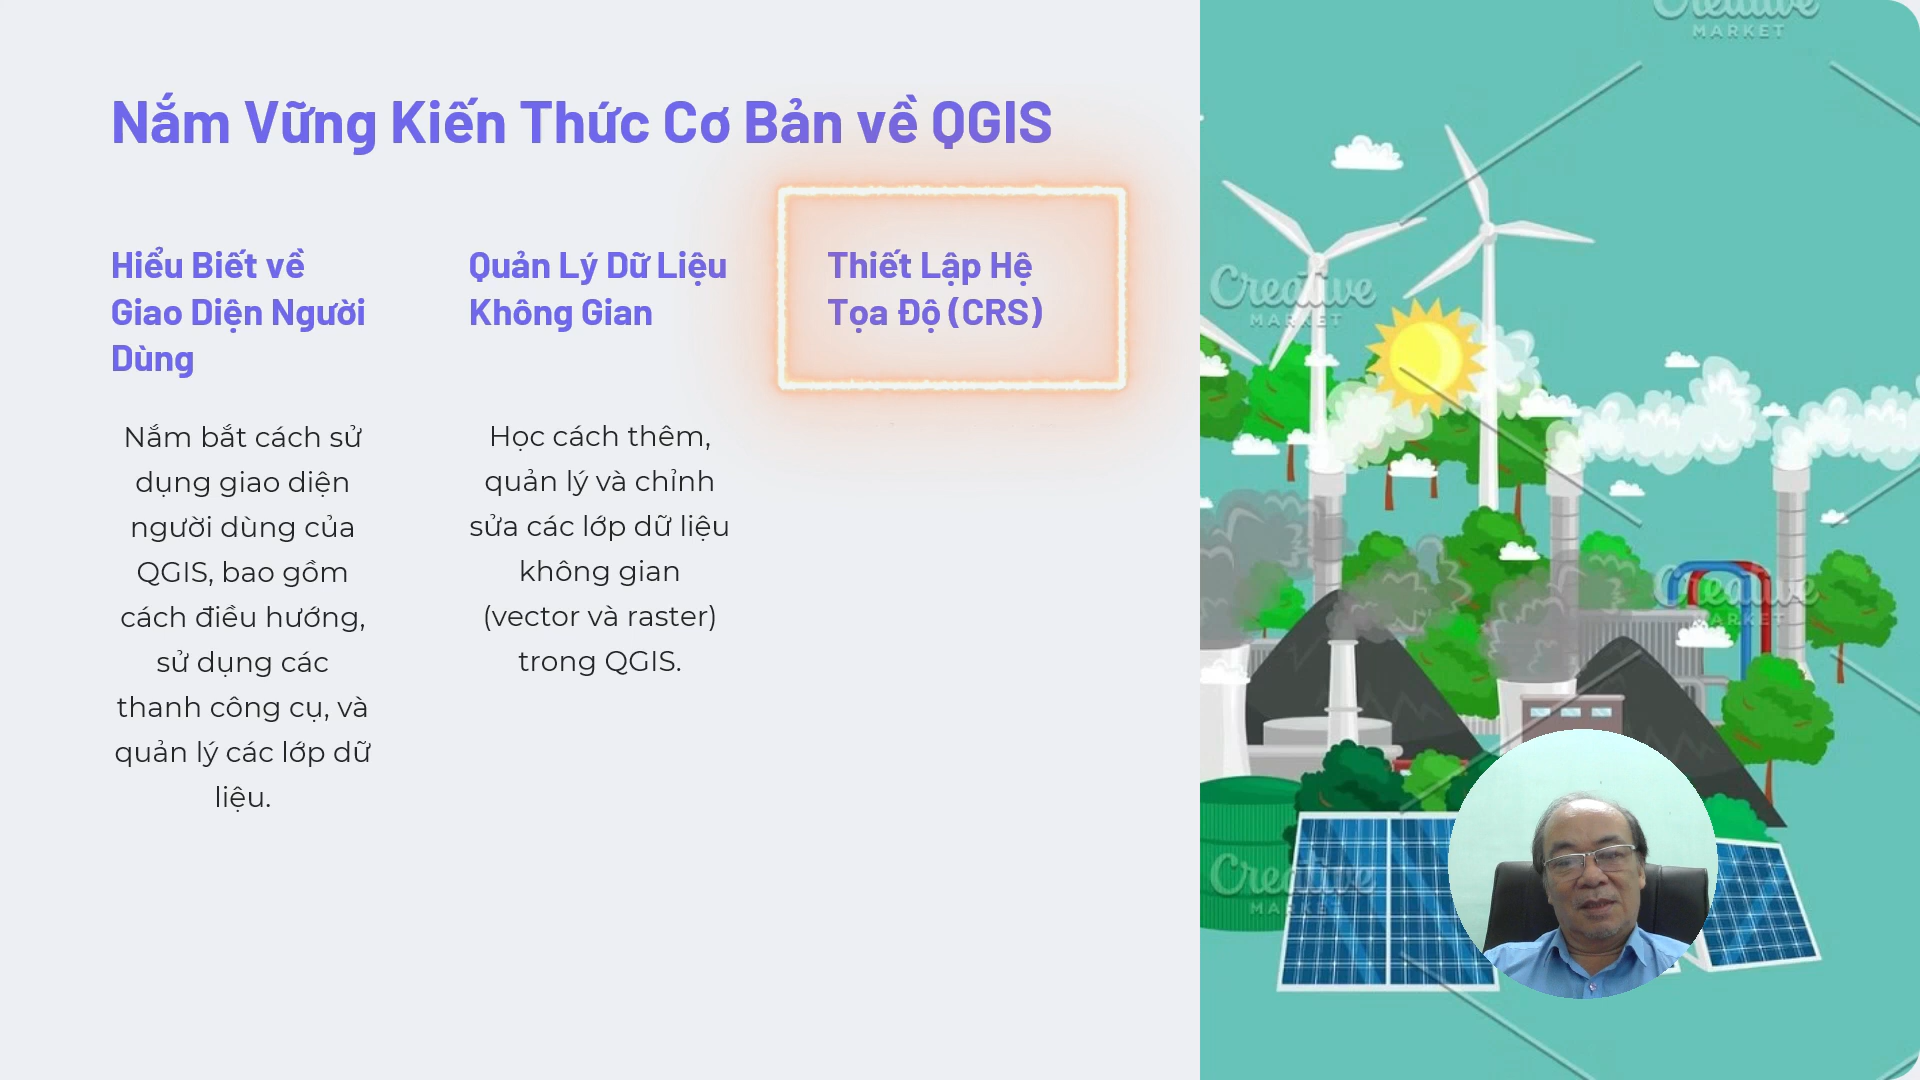 Nắm Vững Kiến Thức Cơ Bản về QGIS
Hiểu Biết về
Giao Diện Người
Dùng
Nắm bắt cách sử
dụng giao diện
người dùng của
QGIS, bao gồm
cách điều hướng,
sử dụng các
thanh công cụ, và
quản lý các lớp dữ
liệu.
Quản Lý Dữ Liệu
Không Gian
Học cách thêm,
quản lý và chỉnh
sửa các lớp dữ liệu
không gian
(vector và raster)
trong QGIS.
Thiết Lập Hệ
Tọa Độ (CRS)
Creative
MARKET
Creative
MARKET
Creative
MARKET
Creative
MARKET